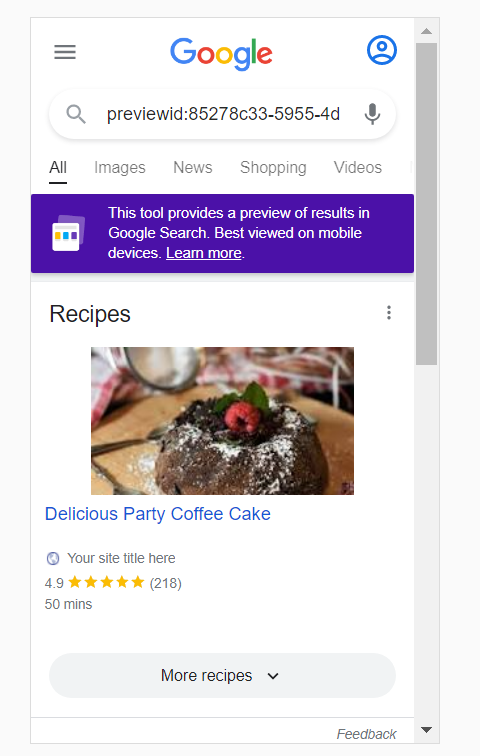 Google
previewid:85278c33-5955-4d
All Images News Shopping Videos
This tool provides a preview of results in
Google Search. Best viewed on mobile
devices. Learn more.
Recipes
Delicious Party Coffee Cake
Your site title here
4.9 ★★★★★ (218)
50 mins
More recipes
Feedback